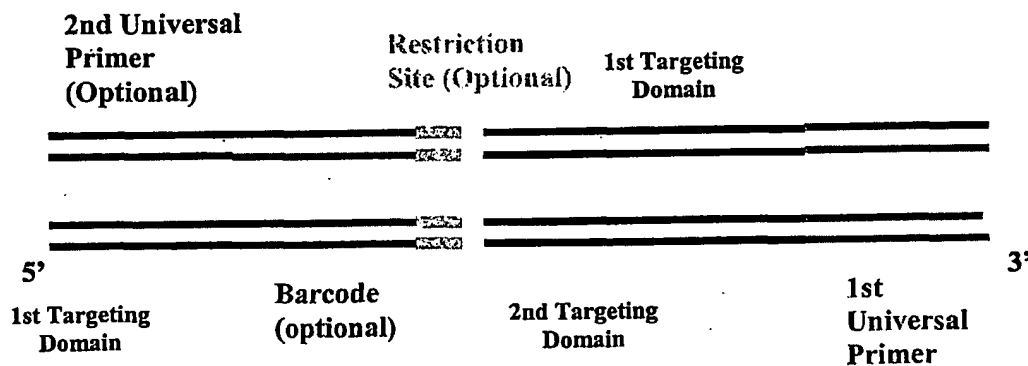 2nd Universal
Primer
(Optional)
Restriction
Site (Optional)
1st Targeting
Domain
5'
3'
1st Targeting
Domain
Barcode
(optional)
2nd Targeting
Domain
1st
Universal
Primer